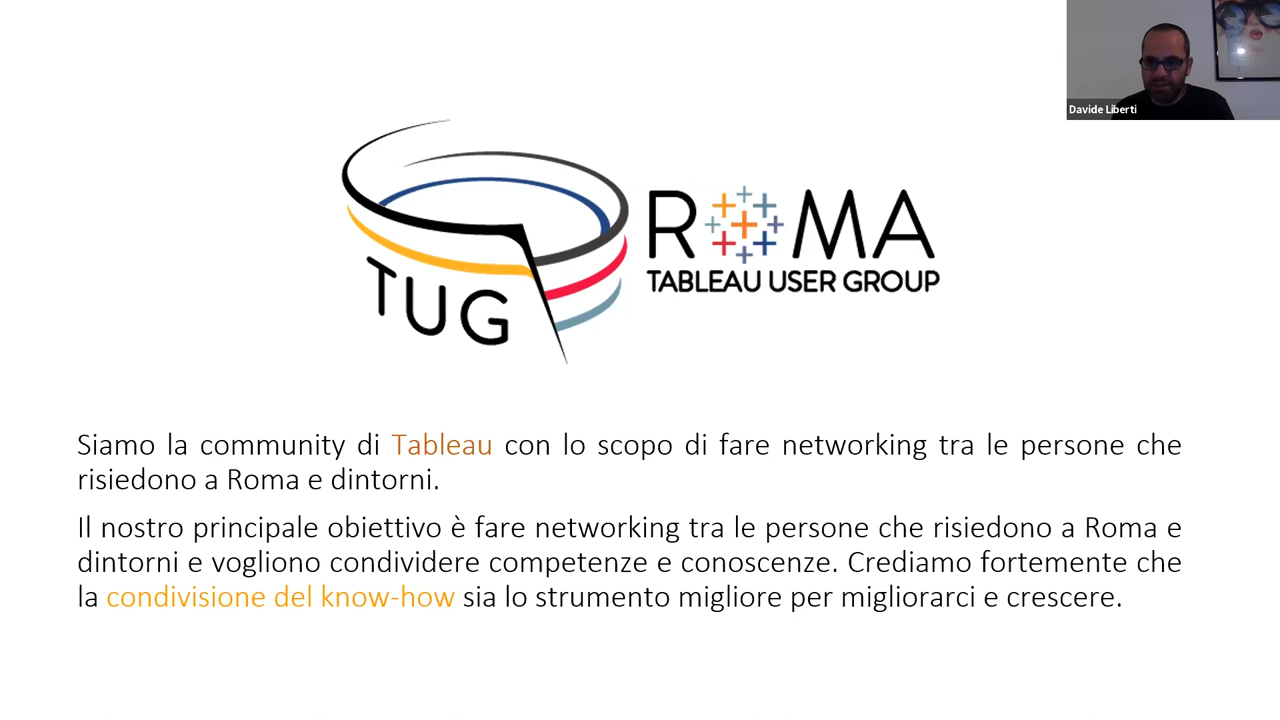 Davide Liberti
TUG
ROMA
TABLEAU USER GROUP
Siamo la community di Tableau con lo scopo di fare networking tra le persone che
risiedono a Roma e dintorni.
Il nostro principale obiettivo è fare networking tra le persone che risiedono a Roma e
dintorni e vogliono condividere competenze e conoscenze. Crediamo fortemente che
la condivisione del know-how sia lo strumento migliore per migliorarci e crescere.